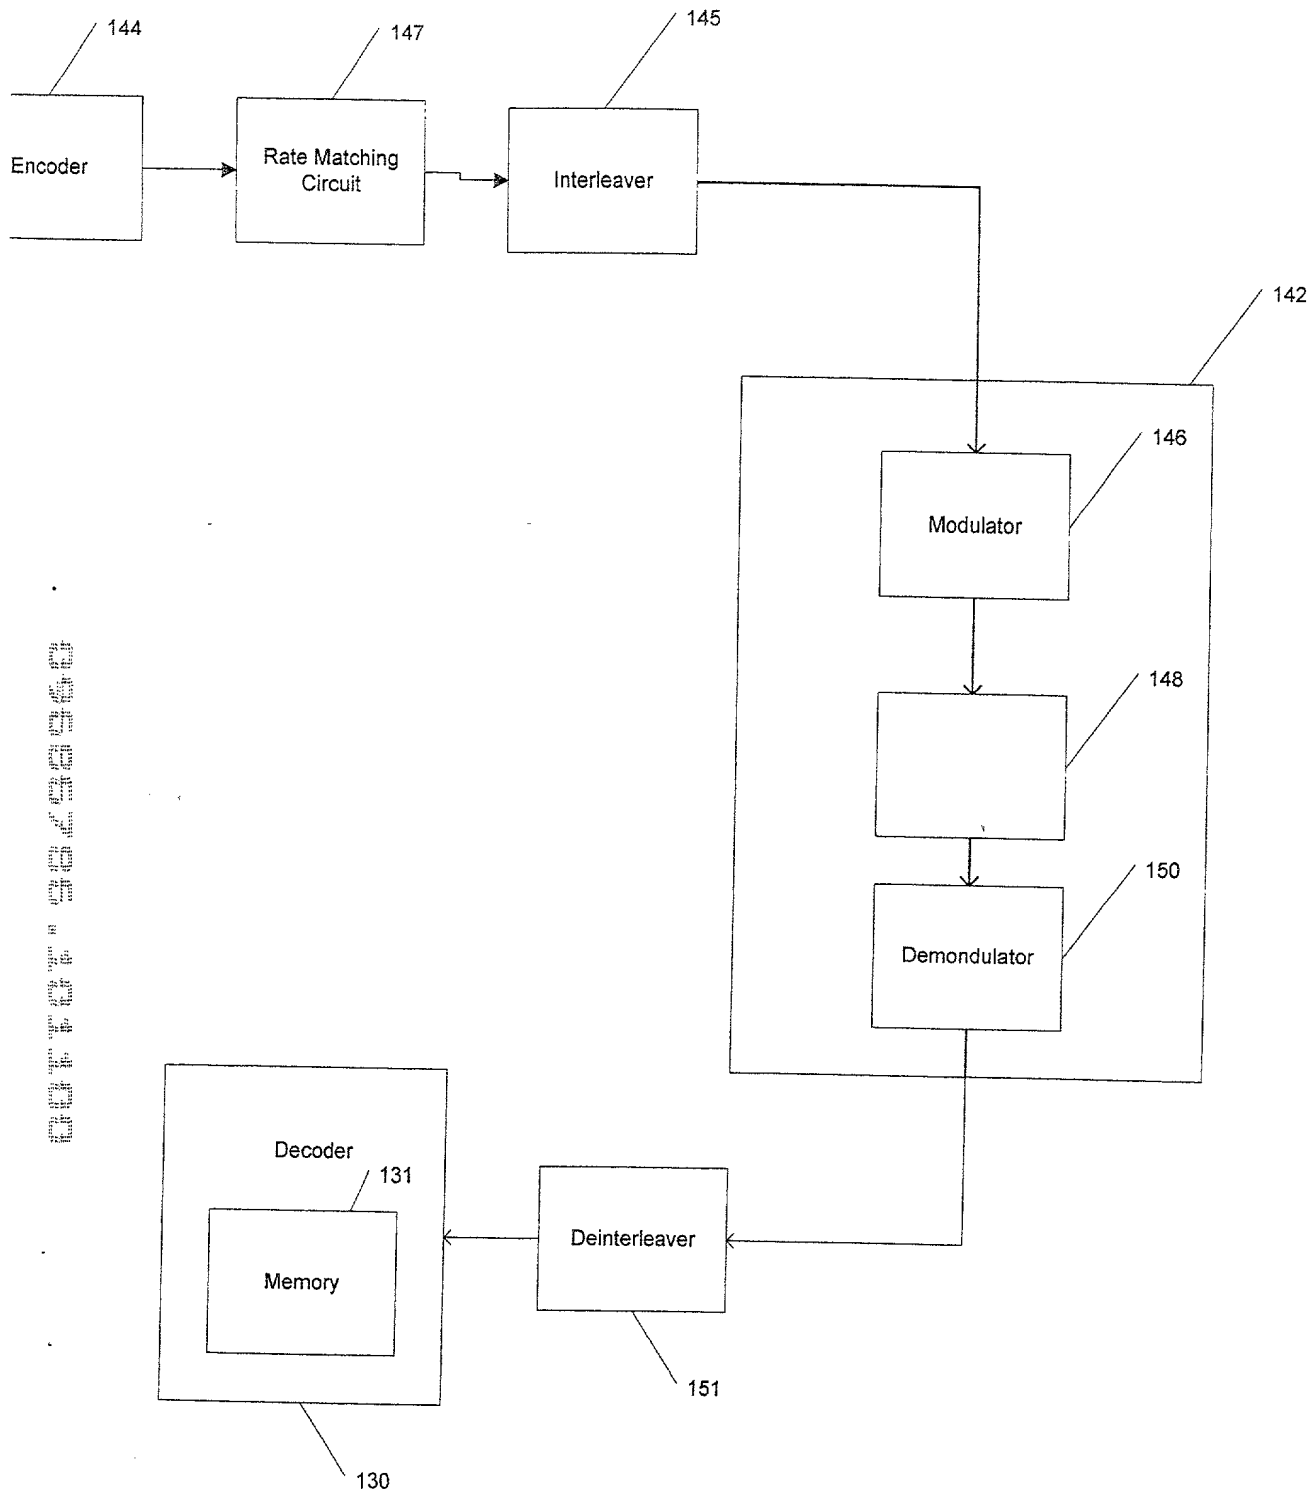 144
147
145
Encoder
Rate Matching
Circuit
Interleaver
142
146
Modulator
148
150
Demondulator
Decoder
131
Memory
Deinterleaver
151
130